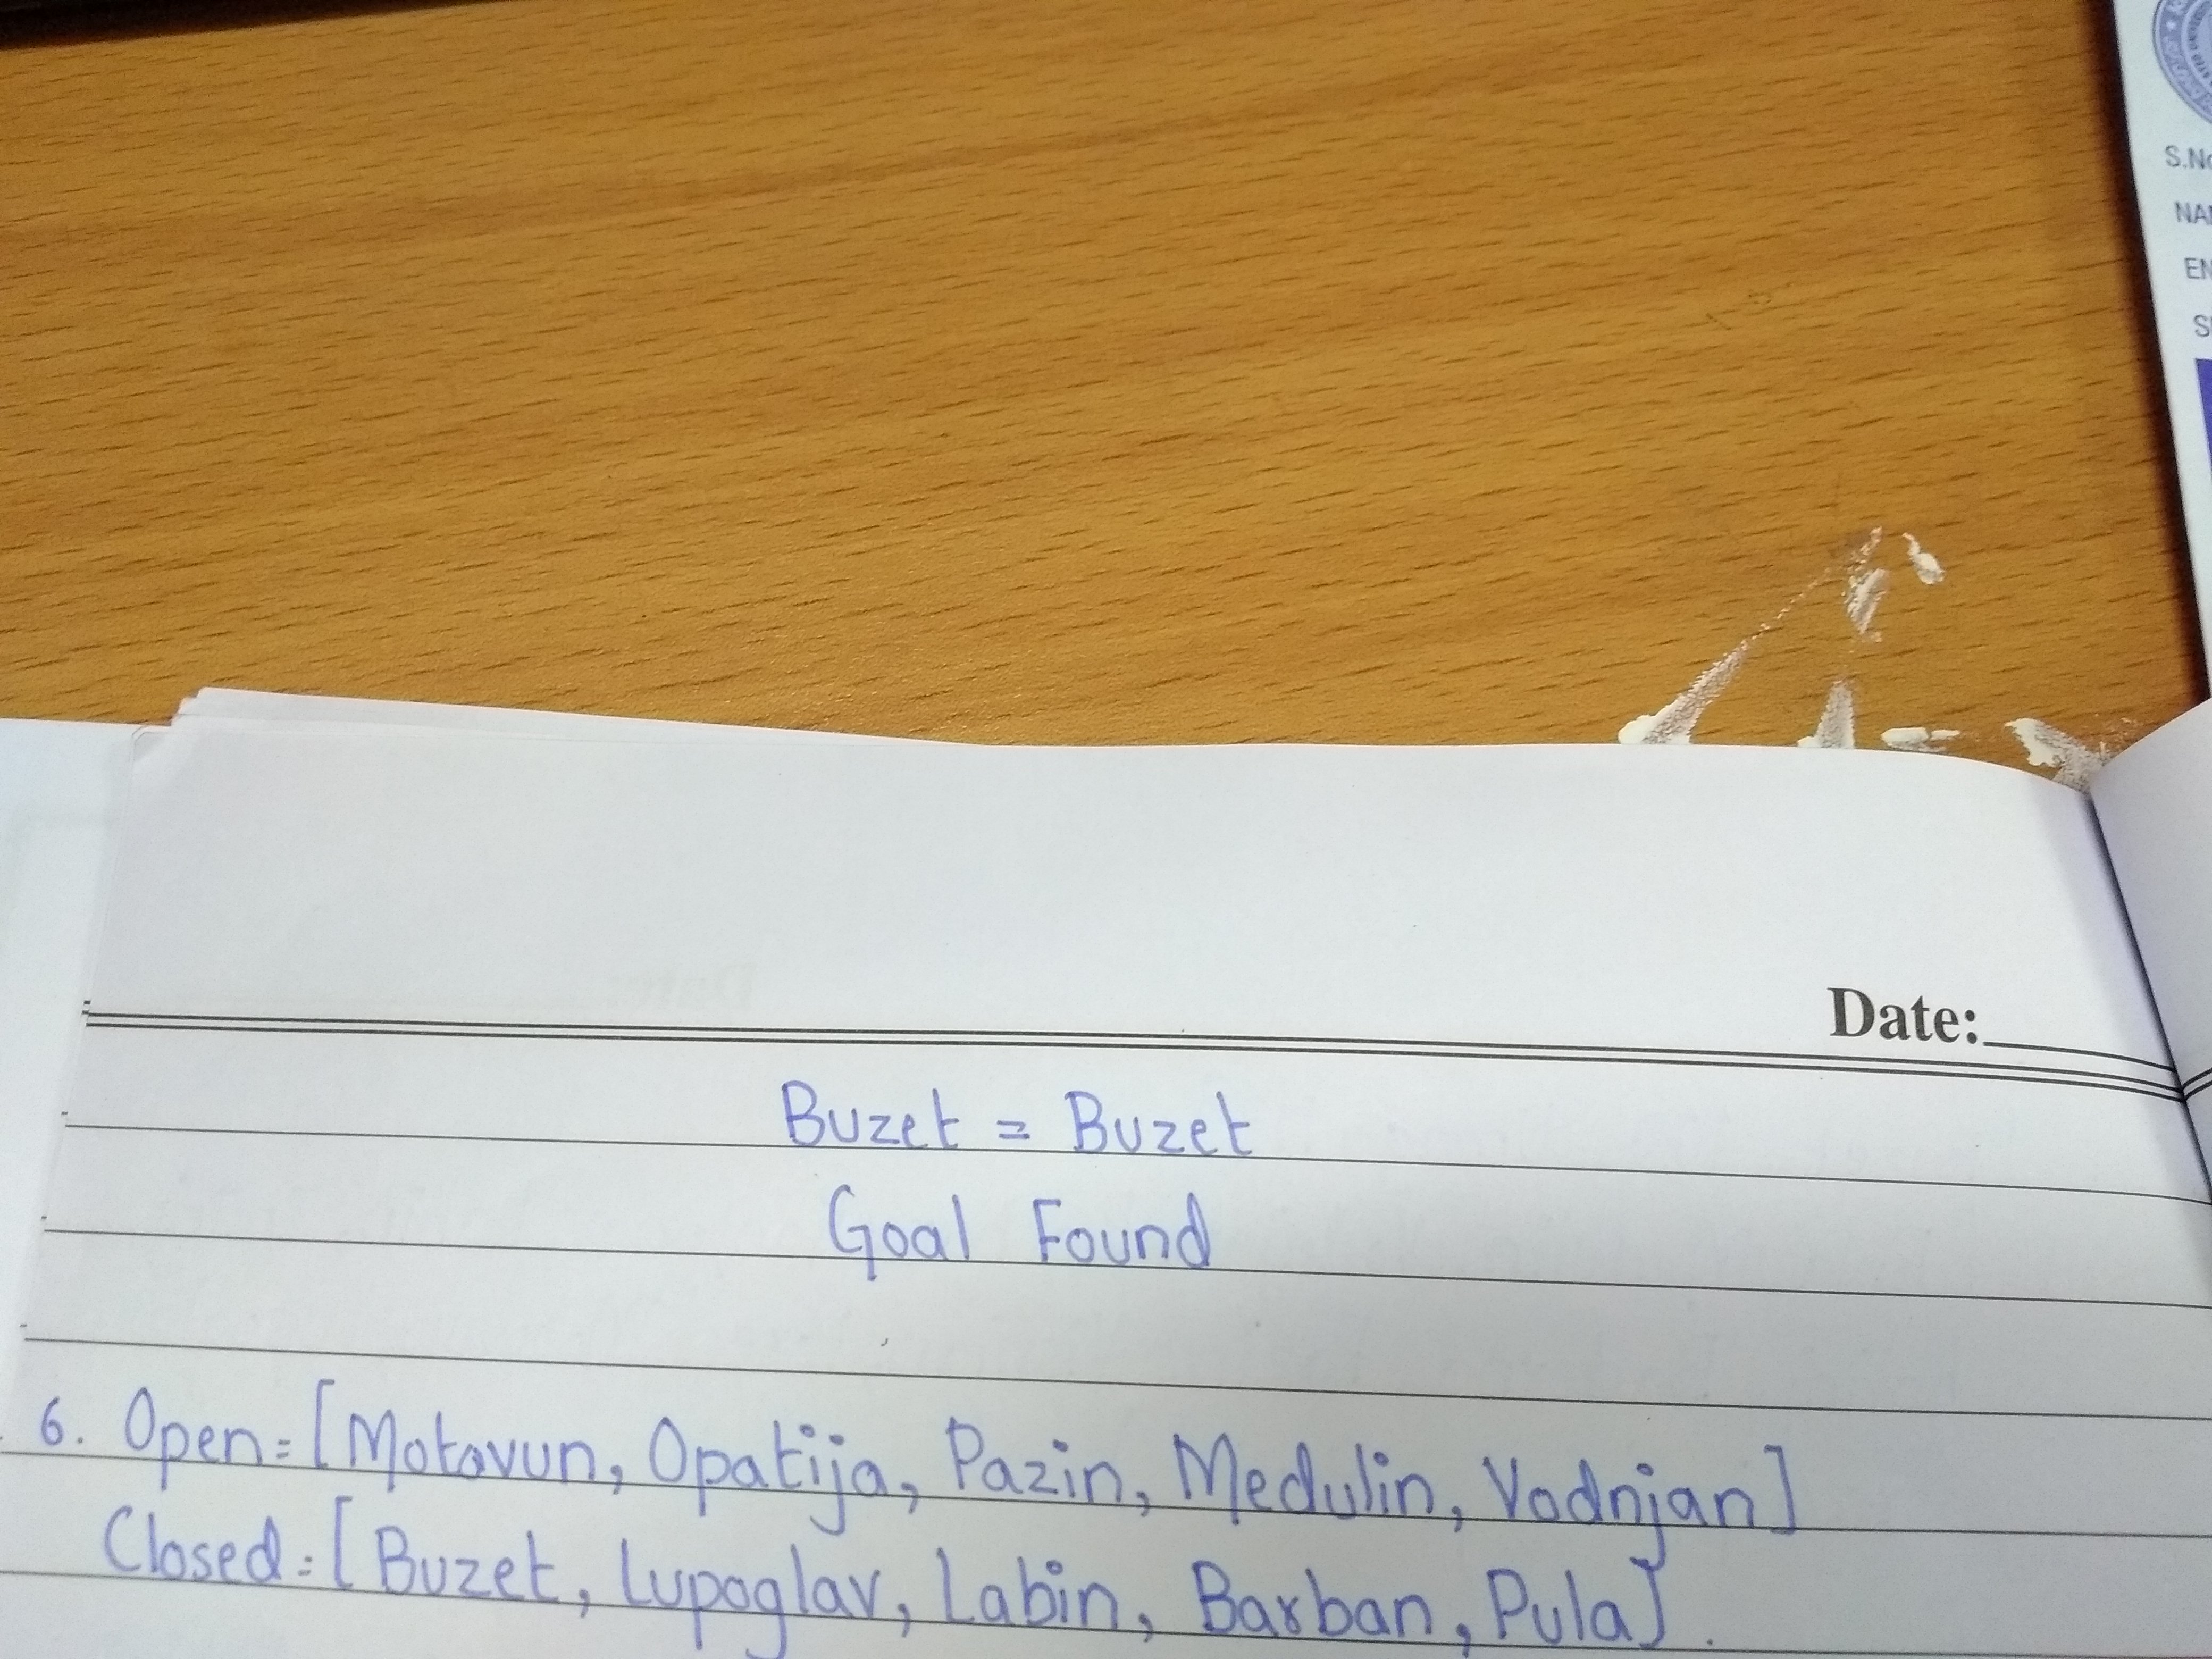 S.No
NA
EN
Date:
Buzet = Buzet
Goal Found
6. Open = [Motovun, Opatija, Pazin, Medulin, Vodnjan]
Closed = [Buzet, Lupoglav, Labin, Barban, Pula].